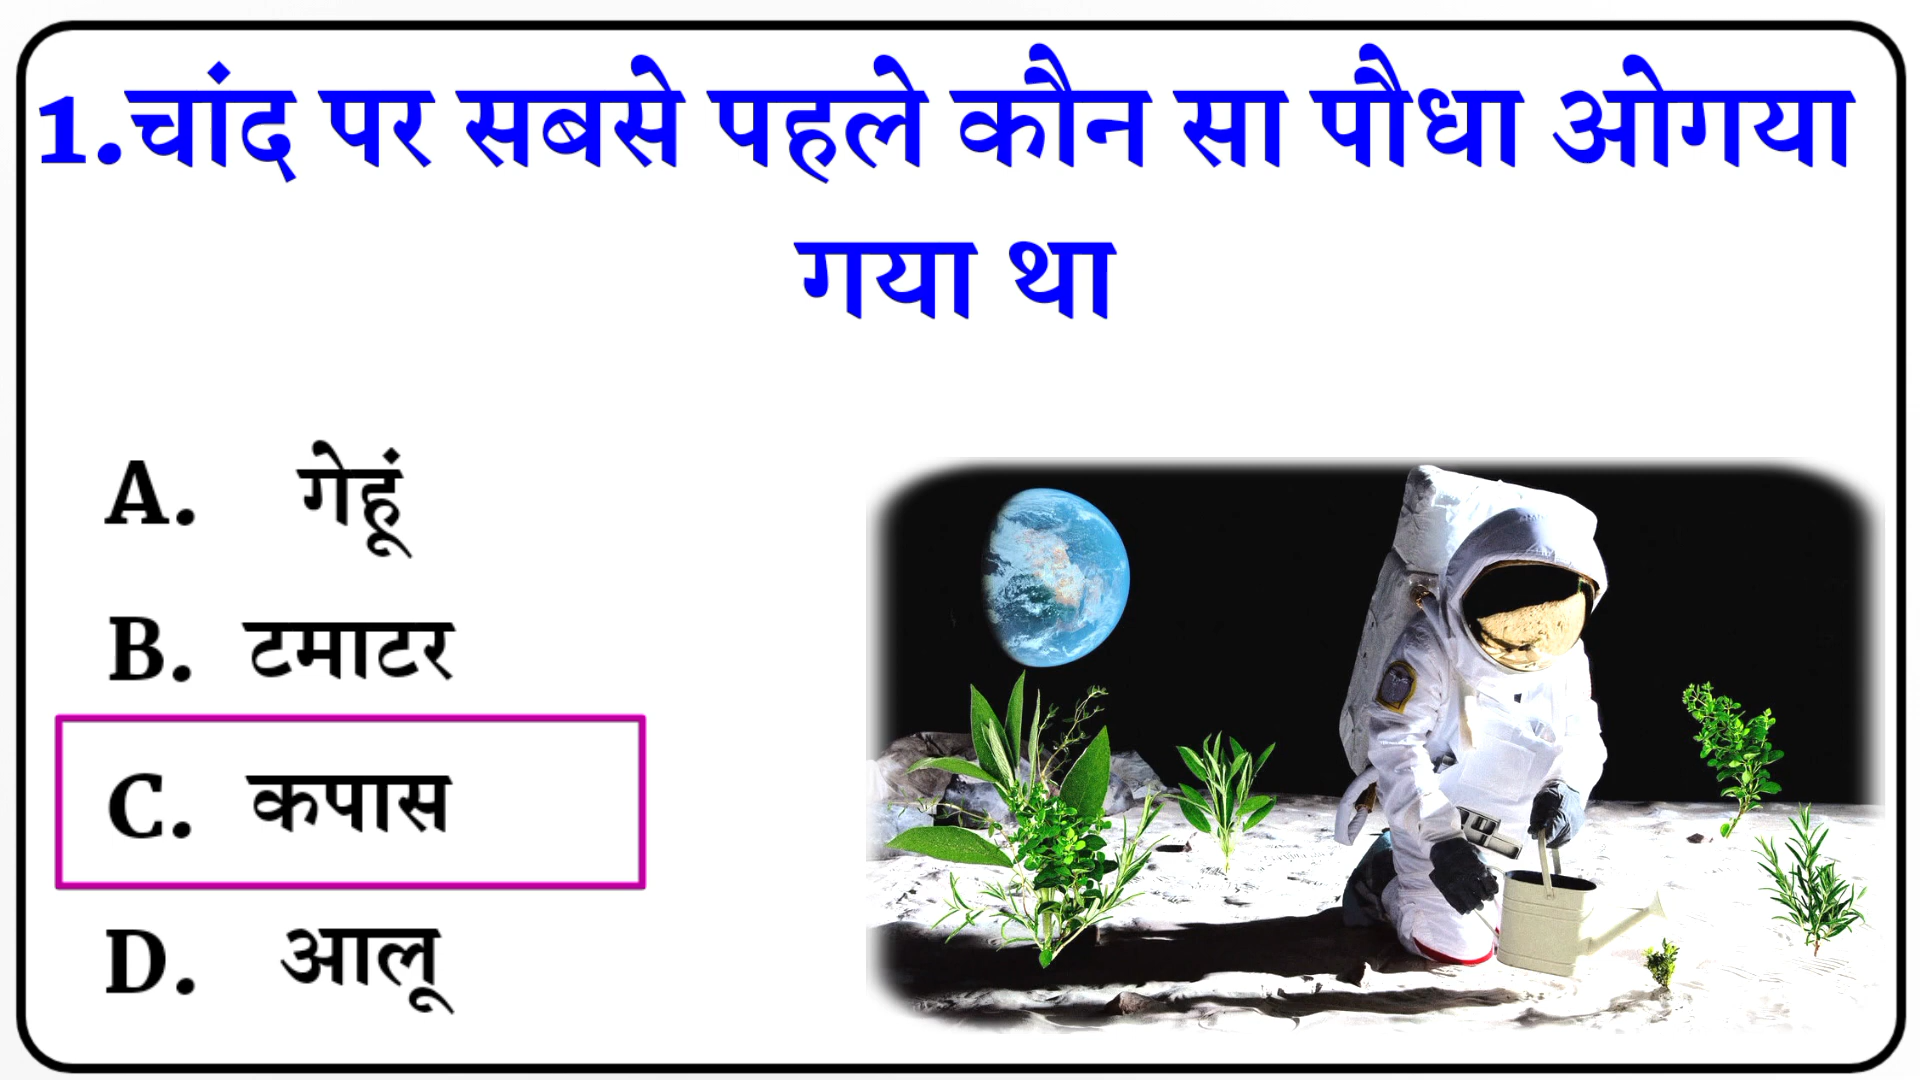 1.चांद पर सबसे पहले कौन सा पौधा ओगया
गया था
A. गेहूं
B. टमाटर
C. कपास
D. आलू